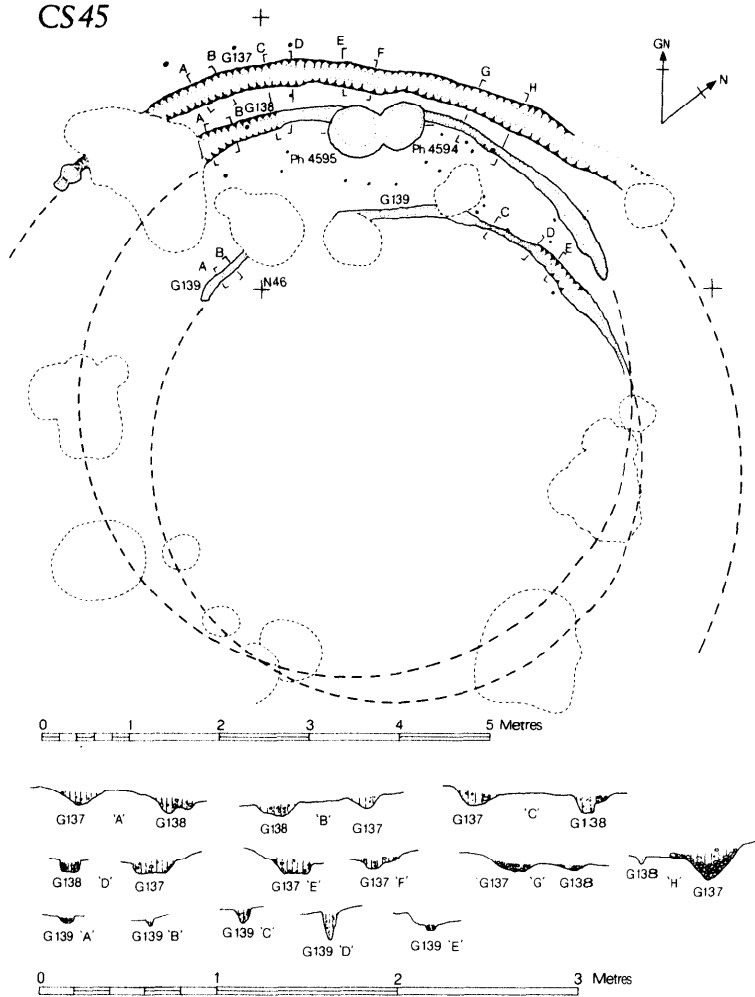 CS45
GN
N
A B G137 C D E F G H
A B G138
Ph 4595 Ph 4594
G139
C D E
A B
G139 N46
0 1 2 3 4 5 Metres
G137 'A' G138 G138 'B' G137 G137 'C' G138
G138 'D' G137 G137 'E' G137 'F' G137 'G' G138 G138 'H' G137
G139 'A' G139 'B' G139 'C' G139 'D' G139 'E'
0 1 2 3 Metres